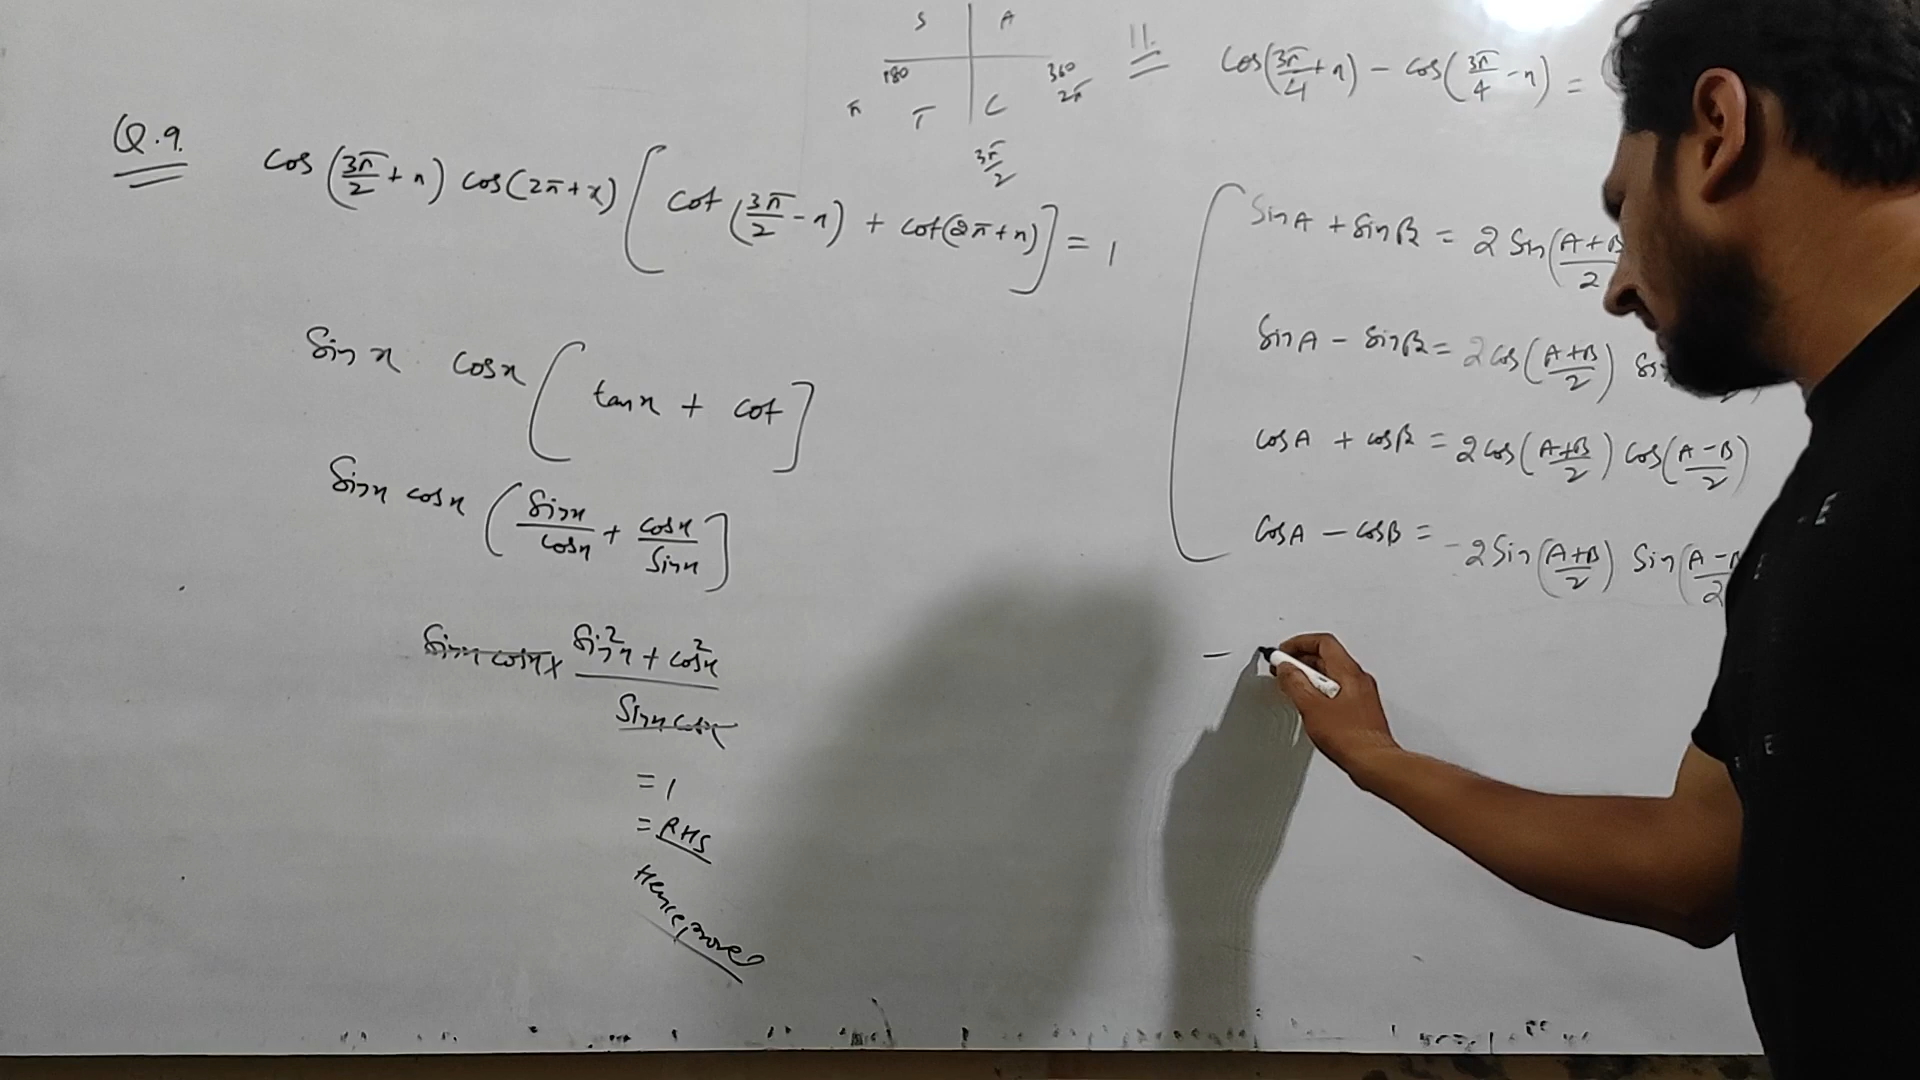 S A
180 360
π T C 2π
3π/2
Q.9. cos(3π/2 + x) cos(2π + x) [cot(3π/2 - x) + cot(2π + x)] = 1
Sin x cos x [tan x + cot]
Sin x cos x [Sin x/cos x + cos x/Sin x]
Sin x cos x × Sin²x + cos²x/Sin x cos x
= 1
= RHS
Hence, prove
11. Cos(3π/4 + x) - cos(3π/4 - x) =
Sin A + Sin B = 2 Sin(A+B/2
Sin A - Sin B = 2 cos(A+B/2)
cos A + cos B = 2 cos(A+B/2) cos(A-B/2)
cos A - cos B = -2 Sin(A+B/2) Sin(A-B/2
-